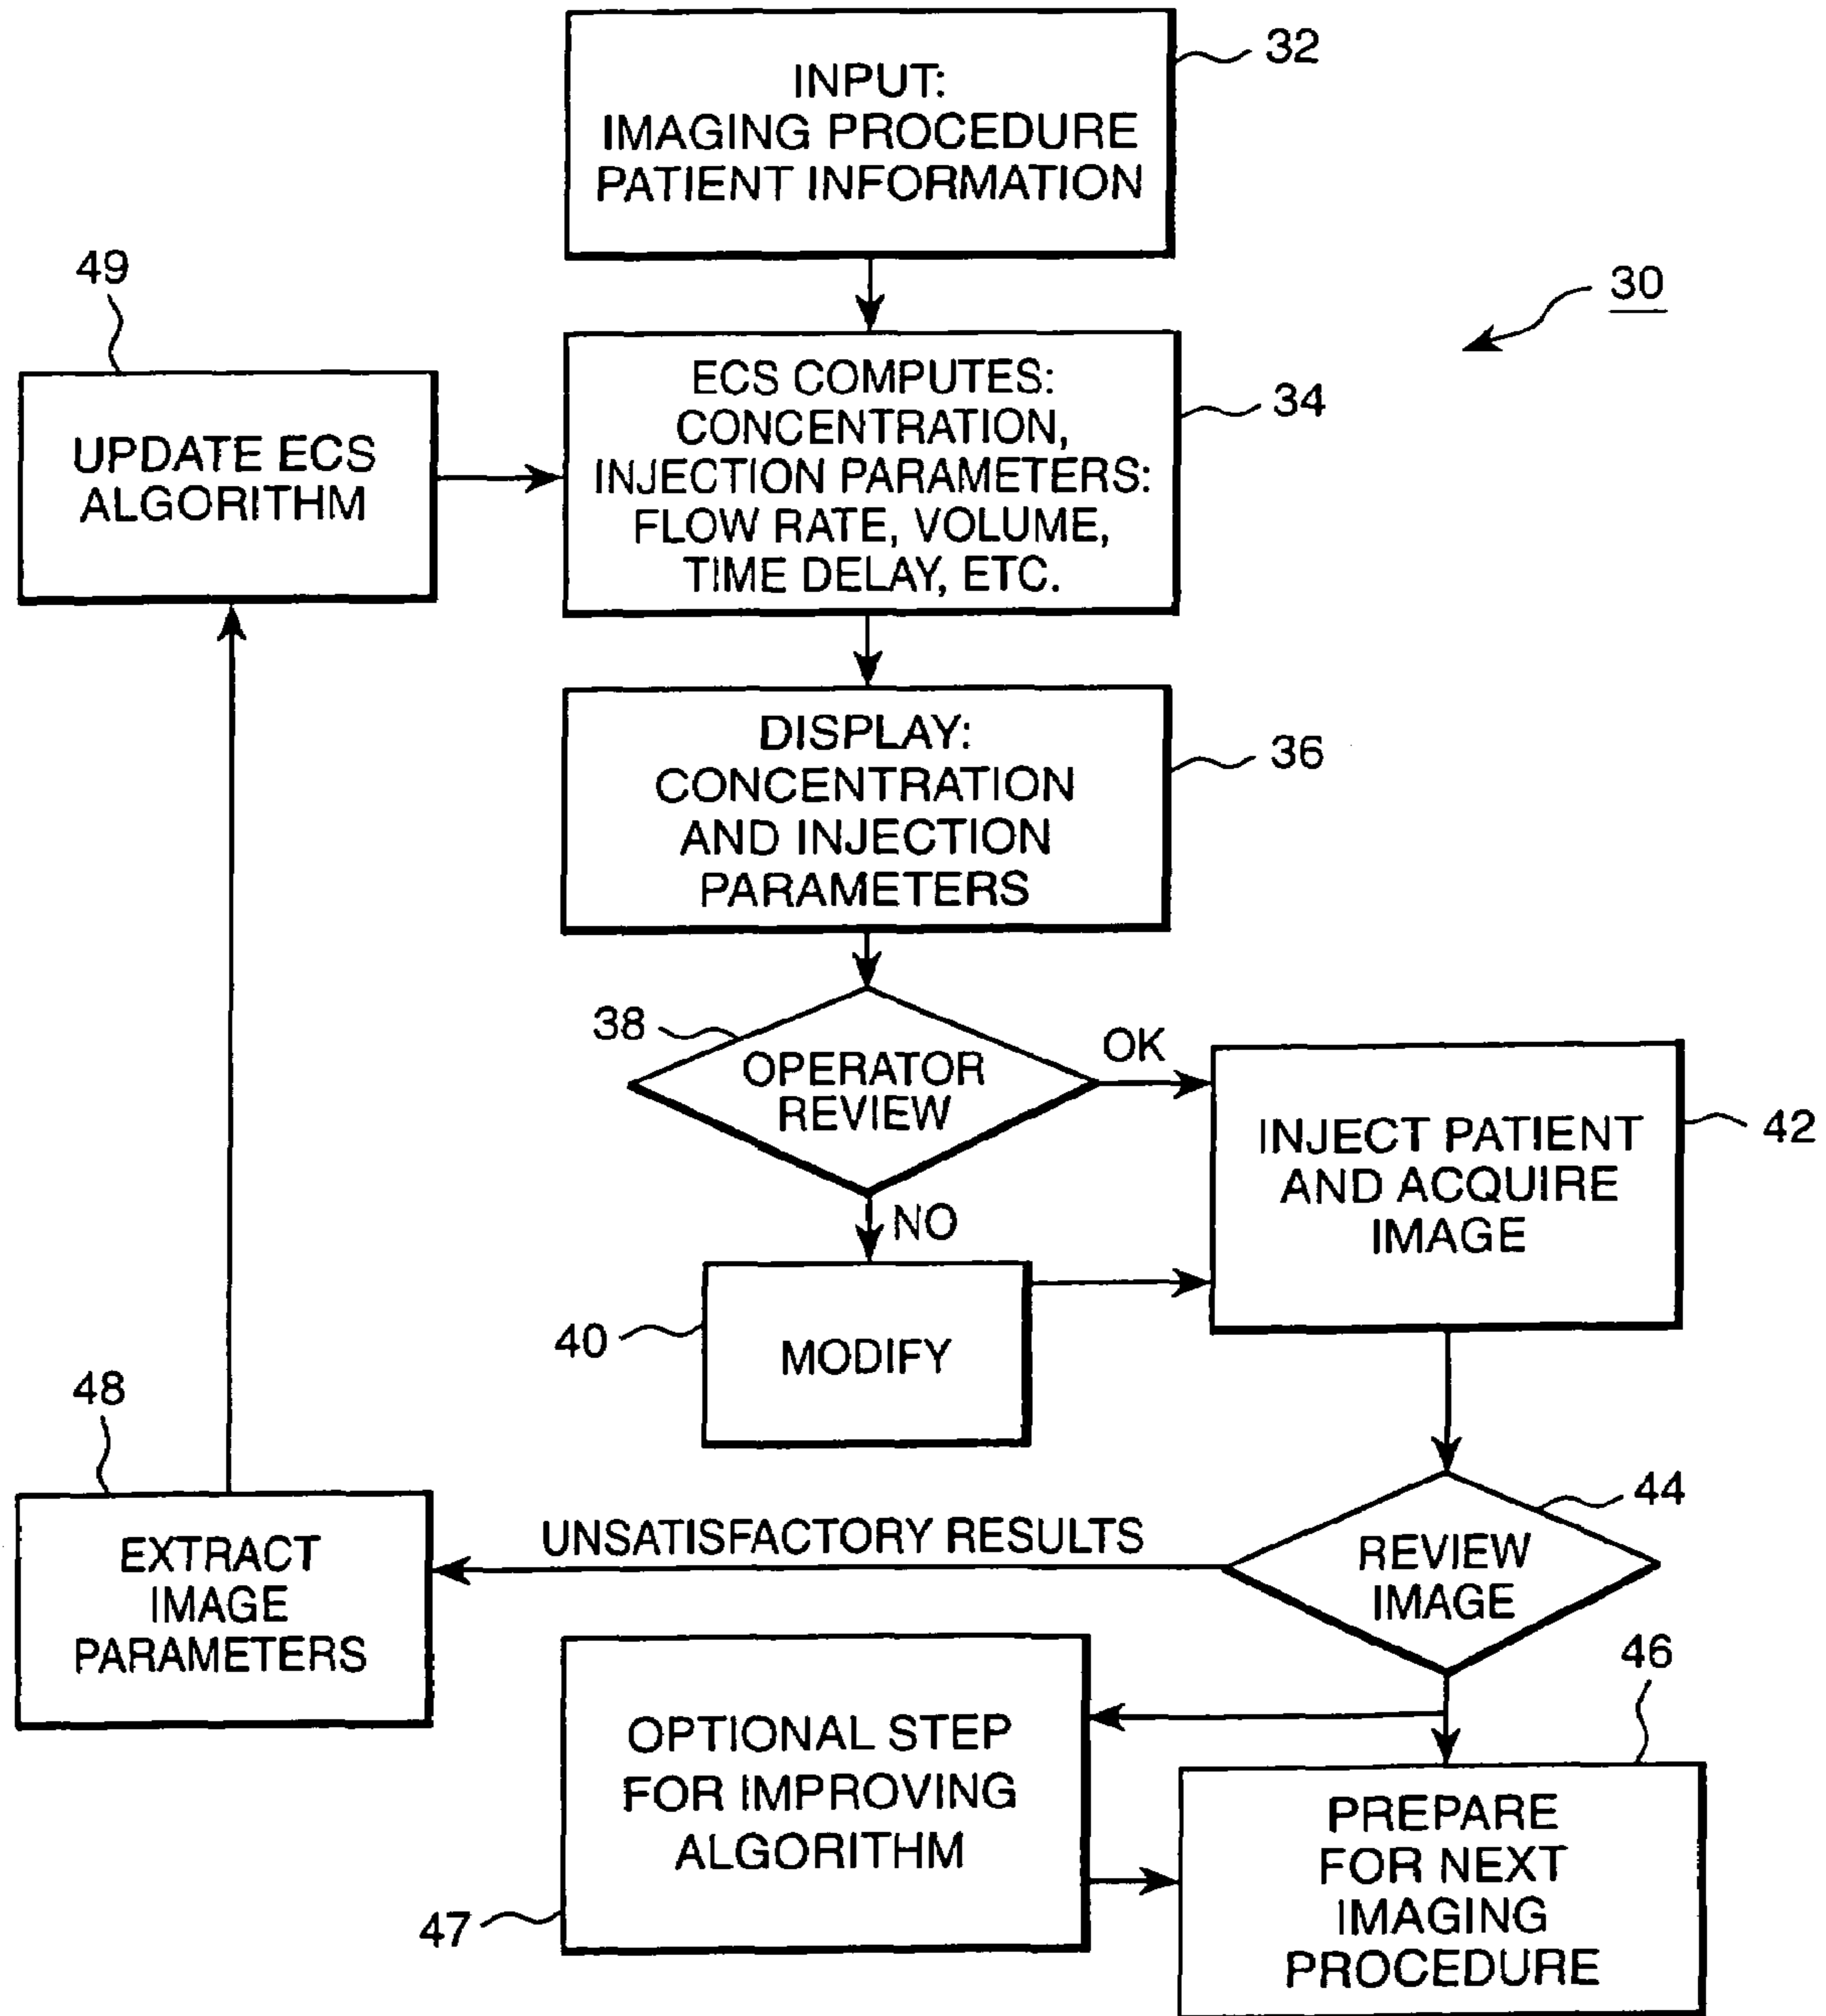 INPUT:
IMAGING PROCEDURE
PATIENT INFORMATION
32
30
49
UPDATE ECS
ALGORITHM
ECS COMPUTES:
CONCENTRATION,
INJECTION PARAMETERS:
FLOW RATE, VOLUME,
TIME DELAY, ETC.
34
DISPLAY:
CONCENTRATION
AND INJECTION
PARAMETERS
36
38
OPERATOR
REVIEW
OK
NO
40
MODIFY
INJECT PATIENT
AND ACQUIRE
IMAGE
42
44
REVIEW
IMAGE
UNSATISFACTORY RESULTS
48
EXTRACT
IMAGE
PARAMETERS
OPTIONAL STEP
FOR IMPROVING
ALGORITHM
47
46
PREPARE
FOR NEXT
IMAGING
PROCEDURE